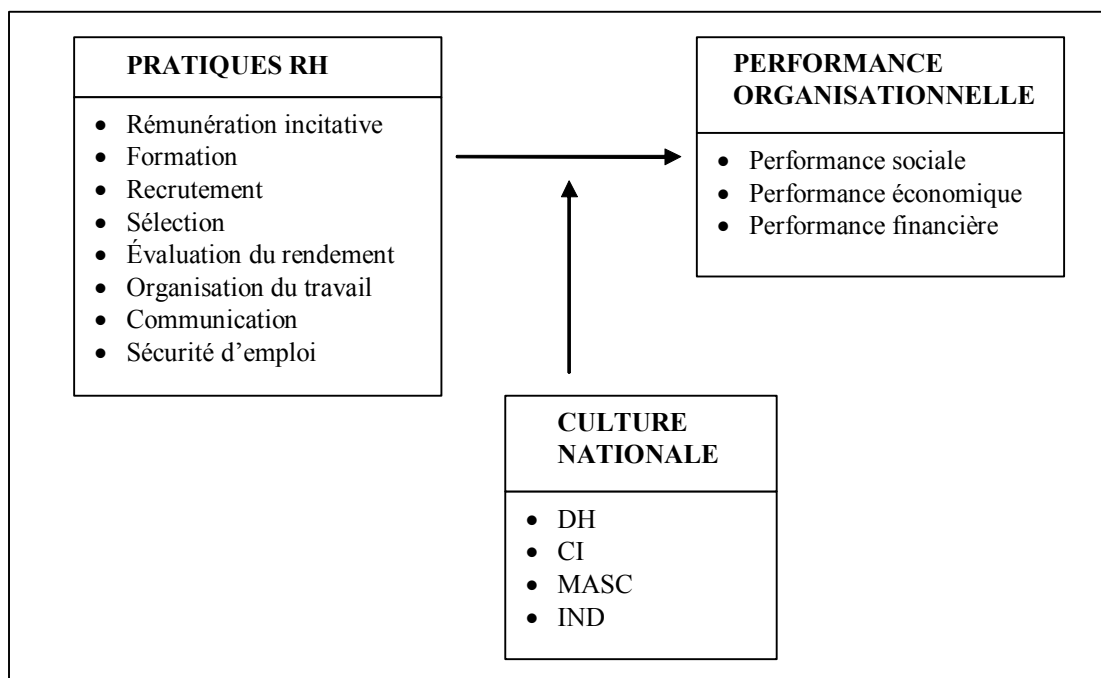 PRATIQUES RH
• Rémunération incitative
• Formation
• Recrutement
• Sélection
• Évaluation du rendement
• Organisation du travail
• Communication
• Sécurité d’emploi
PERFORMANCE
ORGANISATIONNELLE
• Performance sociale
• Performance économique
• Performance financière
CULTURE
NATIONALE
• DH
• CI
• MASC
• IND